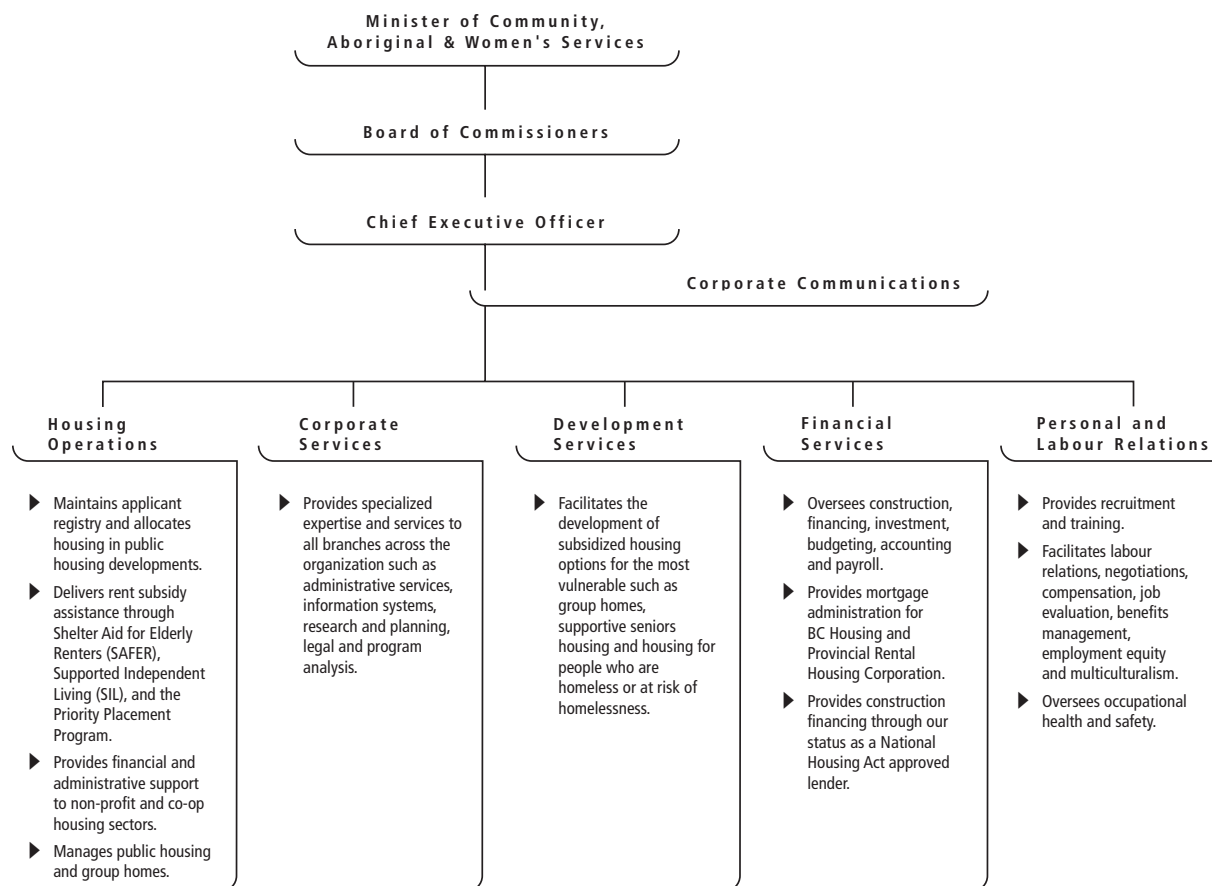 Minister of Community,
Aboriginal & Women's Services
Board of Commissioners
Chief Executive Officer
Corporate Communications
Housing
Operations
Maintains applicant
registry and allocates
housing in public
housing developments.
Delivers rent subsidy
assistance through
Shelter Aid for Elderly
Renters (SAFER),
Supported Independent
Living (SIL), and the
Priority Placement
Program.
Provides financial and
administrative support
to non-profit and co-op
housing sectors.
Manages public housing
and group homes.
Corporate
Services
Provides specialized
expertise and services to
all branches across the
organization such as
administrative services,
information systems,
research and planning,
legal and program
analysis.
Development
Services
Facilitates the
development of
subsidized housing
options for the most
vulnerable such as
group homes,
supportive seniors
housing and housing for
people who are
homeless or at risk of
homelessness.
Financial
Services
Oversees construction,
financing, investment,
budgeting, accounting
and payroll.
Provides mortgage
administration for
BC Housing and
Provincial Rental
Housing Corporation.
Provides construction
financing through our
status as a National
Housing Act approved
lender.
Personal and
Labour Relations
Provides recruitment
and training.
Facilitates labour
relations, negotiations,
compensation, job
evaluation, benefits
management,
employment equity
and multiculturalism.
Oversees occupational
health and safety.